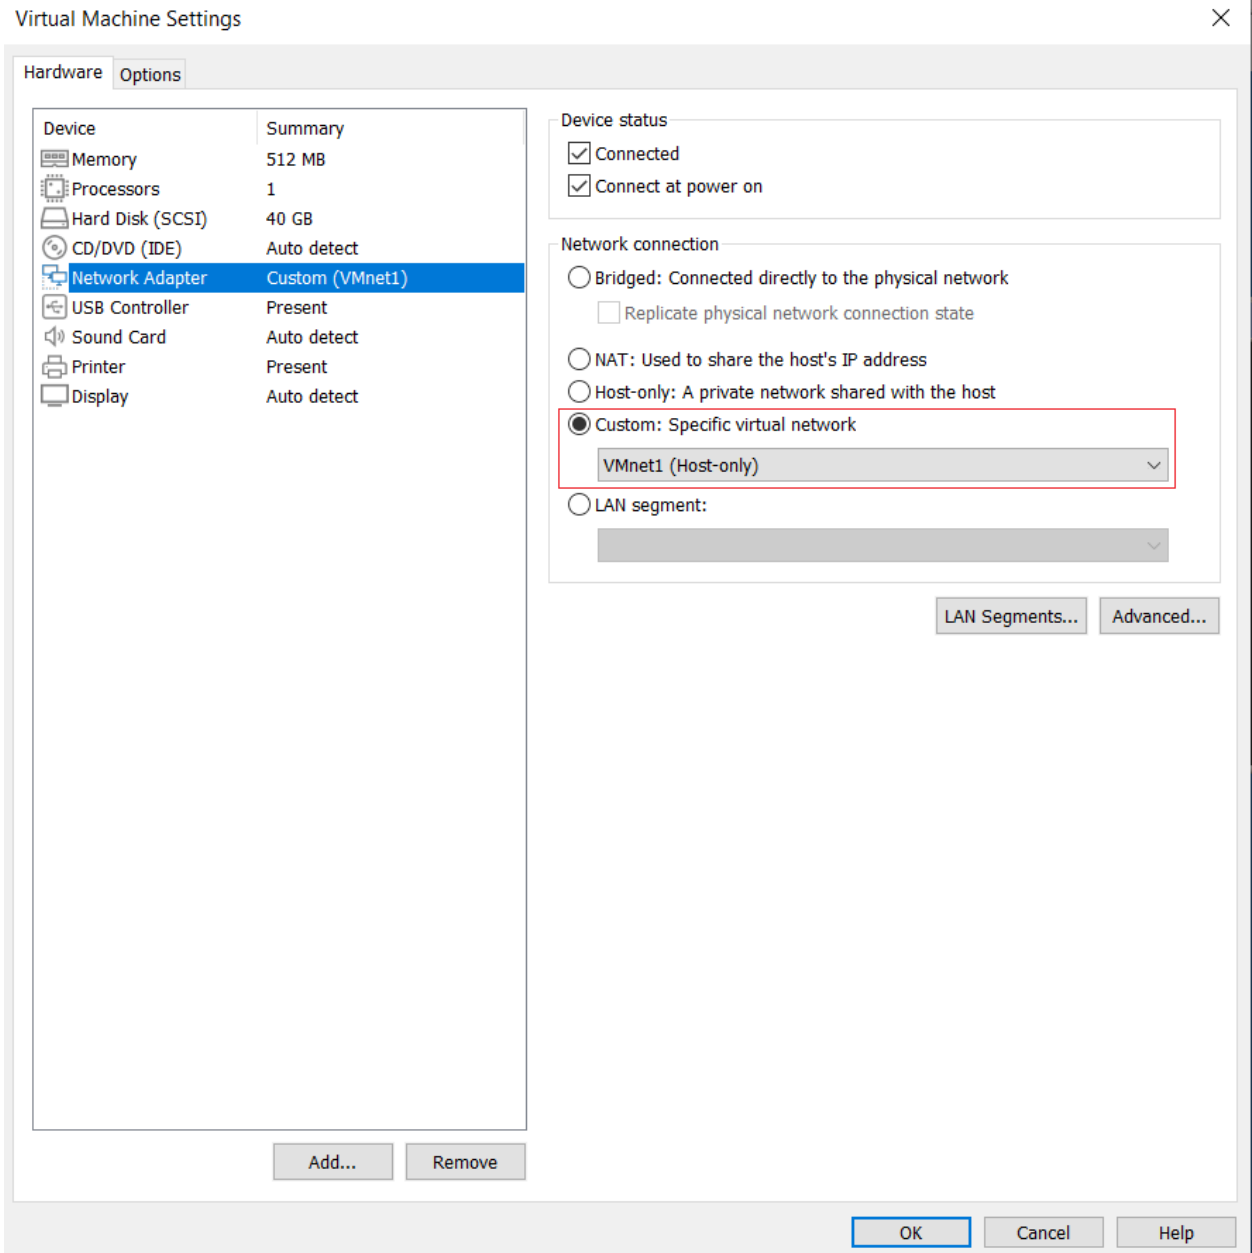 Virtual Machine Settings
Hardware Options
Device Summary
Memory 512 MB
Processors 1
Hard Disk (SCSI) 40 GB
CD/DVD (IDE) Auto detect
Network Adapter Custom (VMnet1)
USB Controller Present
Sound Card Auto detect
Printer Present
Display Auto detect
Add... Remove
Device status
Connected
Connect at power on
Network connection
Bridged: Connected directly to the physical network
Replicate physical network connection state
NAT: Used to share the host's IP address
Host-only: A private network shared with the host
Custom: Specific virtual network
VMnet1 (Host-only)
LAN segment:
LAN Segments... Advanced...
OK Cancel Help